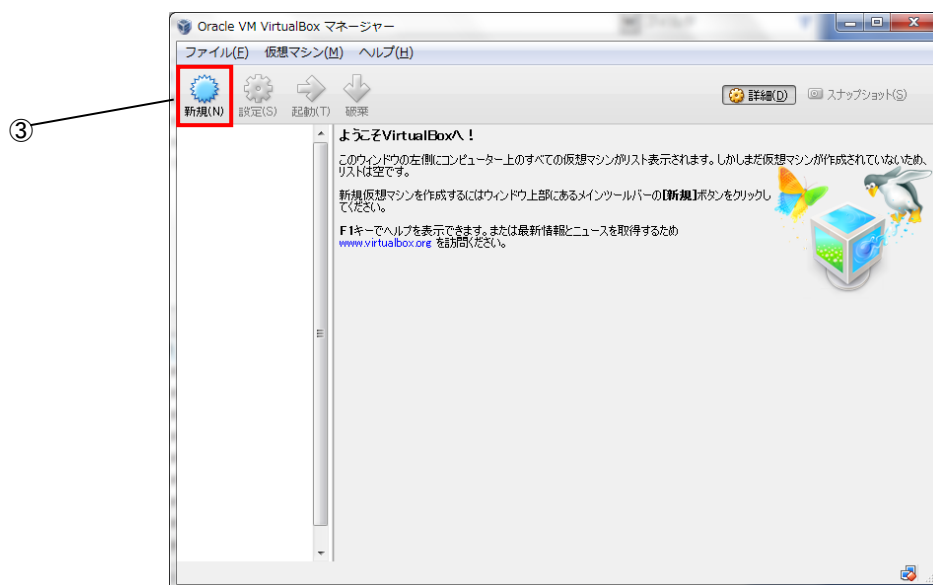 Oracle VM VirtualBox マネージャー
ファイル(F) 仮想マシン(M) ヘルプ(H)
新規(N) 設定(S) 起動(T) 破棄
詳細(D) スナップショット(S)
③
ようこそVirtualBoxへ！
このウィンドウの左側にコンピューター上のすべての仮想マシンがリスト表示されます。しかしまだ仮想マシンが作成されていないため、
リストは空です。
新規仮想マシンを作成するにはウィンドウ上部にあるメインツールバーの[新規]ボタンをクリックし
てください。
F1キーでヘルプを表示できます。または最新情報とニュースを取得するため
www.virtualbox.org を訪問ください。